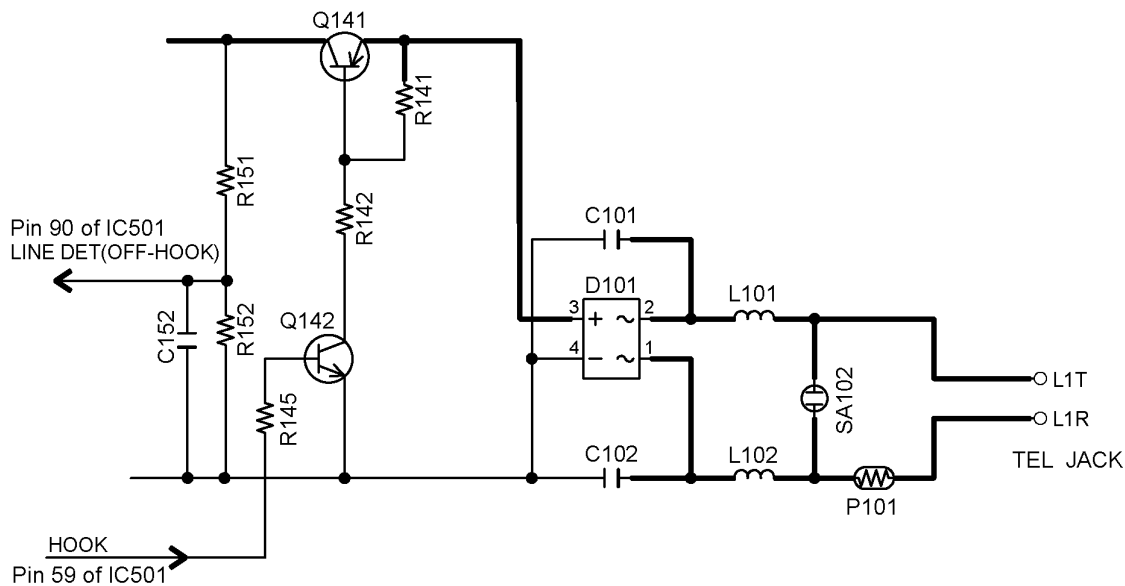 Q141
R141
R151
R142
Pin 90 of IC501
LINE DET(OFF-HOOK)
C101
D101
3 + ~ 2
4 − ~ 1
L101
C152
R152
Q142
R145
SA102
L1T
L1R
TEL JACK
C102
L102
P101
HOOK
Pin 59 of IC501